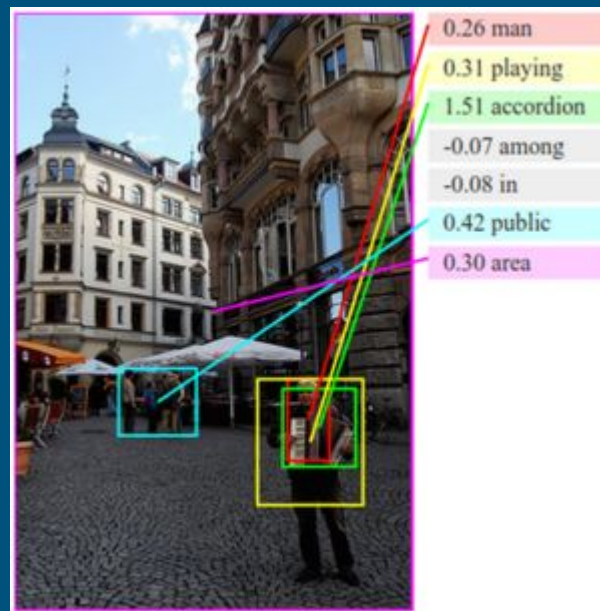 0.26 man
0.31 playing
1.51 accordion
-0.07 among
-0.08 in
0.42 public
0.30 area